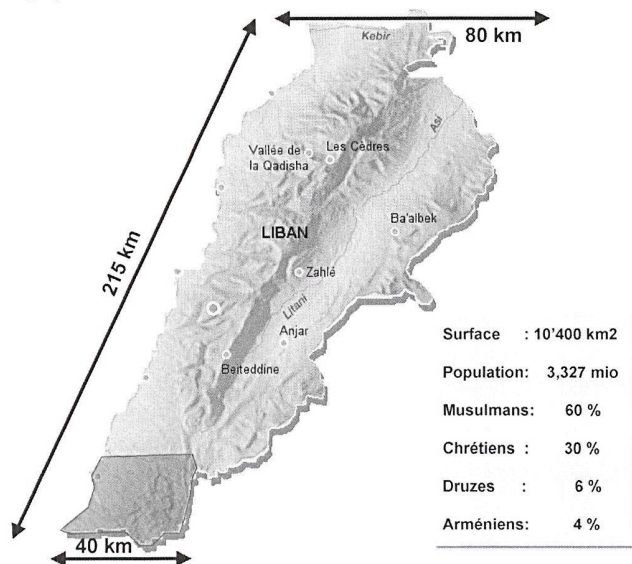 Kebir
80 km
Asi
Vallée de
la Qadisha
Les Cèdres
Ba'albek
LIBAN
215 km
Zahlé
Litani
Anjar
Beiteddine
40 km
Surface : 10'400 km2
Population: 3,327 mio
Musulmans: 60 %
Chrétiens : 30 %
Druzes : 6 %
Arméniens: 4 %